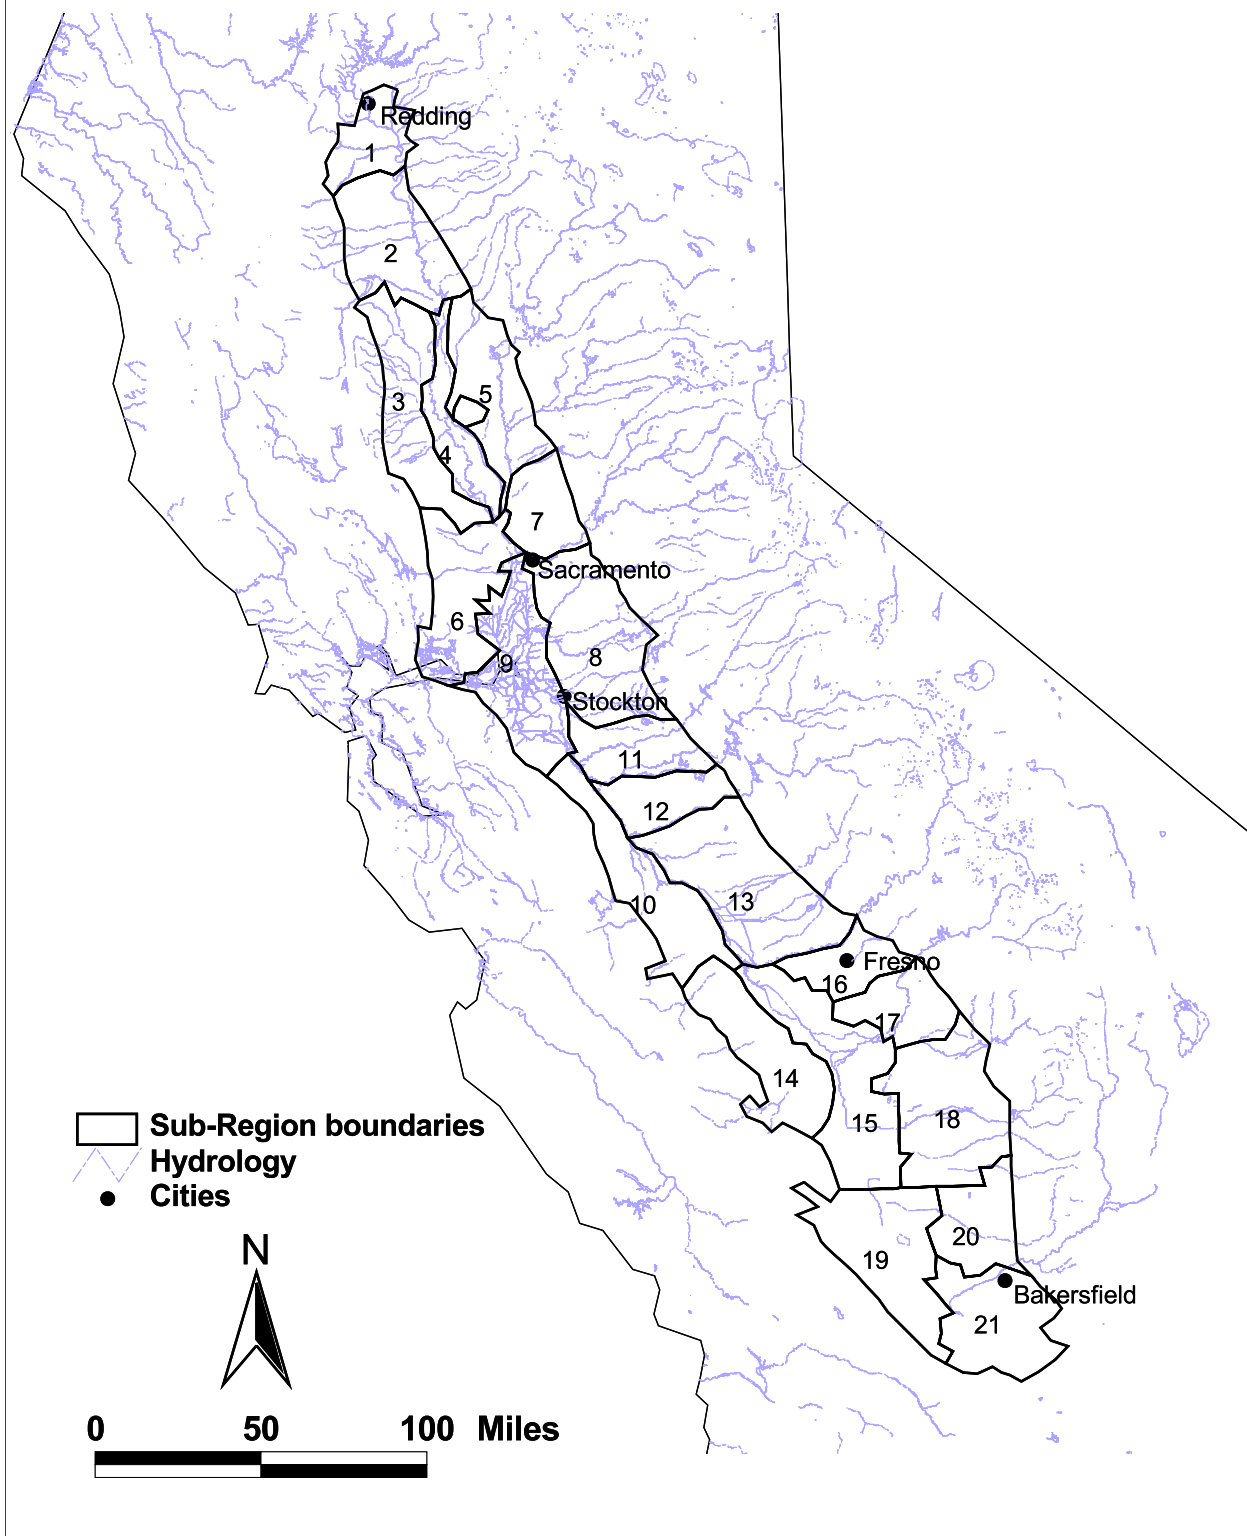 Redding
1
2
3
5
4
7
Sacramento
6
8
9
Stockton
11
12
13
10
Fresno
16
17
14
15
18
Sub-Region boundaries
Hydrology
Cities
N
20
19
Bakersfield
21
0 50 100 Miles